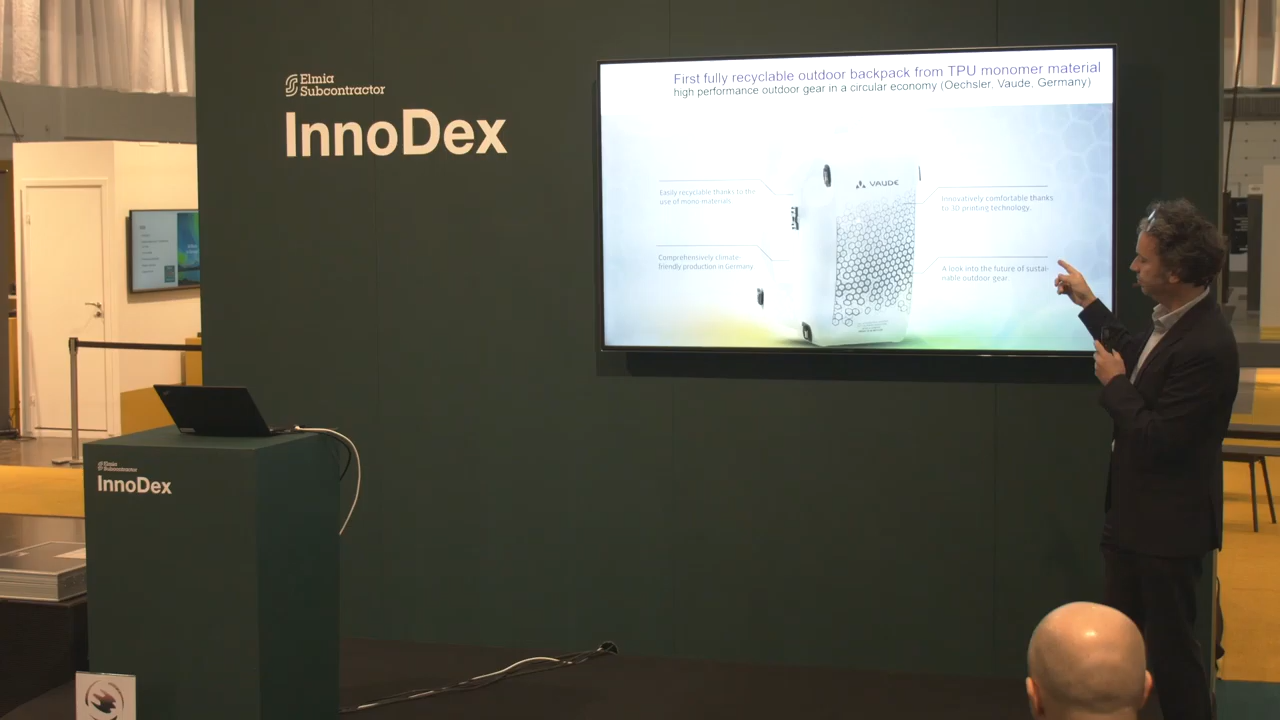 Elmia
Subcontractor
InnoDex
First fully recyclable outdoor backpack from TPU monomer material
high performance outdoor gear in a circular economy (Oechsler, Vaude, Germany)
VAUDE
Easily recyclable thanks to the
use of mono-materials.
Innovatively comfortable thanks
to 3D printing technology.
Comprehensively climate-
friendly production in Germany.
A look into the future of sustai-
nable outdoor gear.
Elmia
Subcontractor
InnoDex